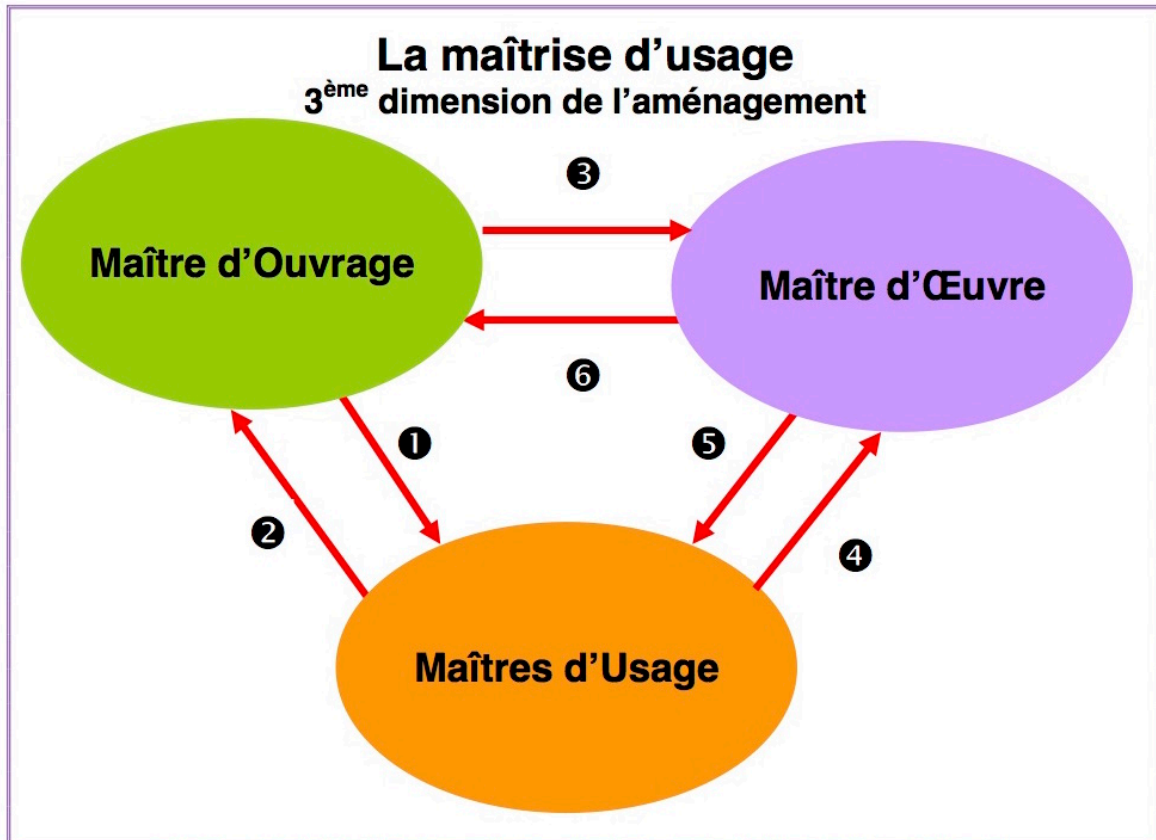 La maîtrise d’usage
3ème dimension de l’aménagement
❸
Maître d’Ouvrage
Maître d’Œuvre
❻
❶
❺
❷
❹
Maîtres d’Usage